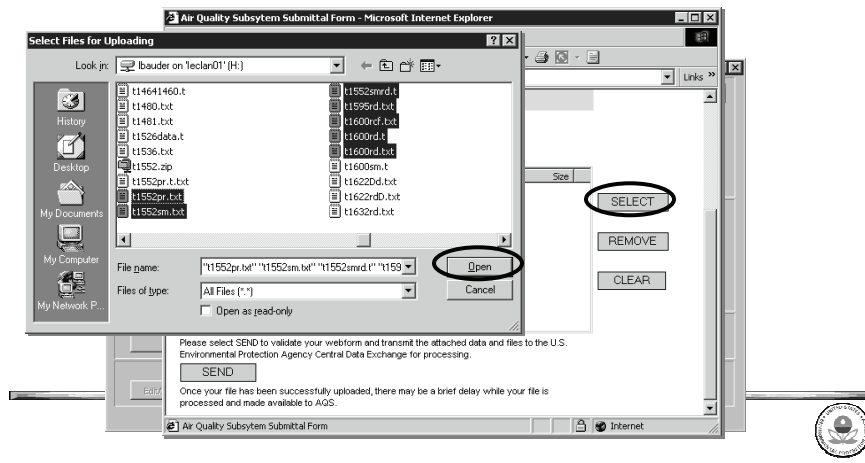 Air Quality Subsytem Submittal Form - Microsoft Internet Explorer
Select Files for Uploading
Look in:
lbauder on 'leclan01' (H:)
Links »
History
Desktop
My Documents
My Computer
My Network P...
t14641460.t
t1480.txt
t1481.txt
t1526data.t
t1536.txt
t1552.zip
t1552pr.t.txt
t1552pr.txt
t1552sm.txt
t1552smrd.t
t1595rd.txt
t1600rcf.txt
t1600rd.t
t1600rd.txt
t1600sm.t
t1622Dd.txt
t1622rdD.txt
t1632rd.txt
File name:
"t1552pr.txt" "t1552sm.txt" "t1552smrd.t" "t159
Open
Files of type:
All Files (*.*)
Cancel
Open as read-only
Size
SELECT
REMOVE
CLEAR
Please select SEND to validate your webform and transmit the attached data and files to the U.S.
Environmental Protection Agency Central Data Exchange for processing.
SEND
Once your file has been successfully uploaded, there may be a brief delay while your file is
processed and made available to AQS.
Air Quality Subsytem Submittal Form
Internet